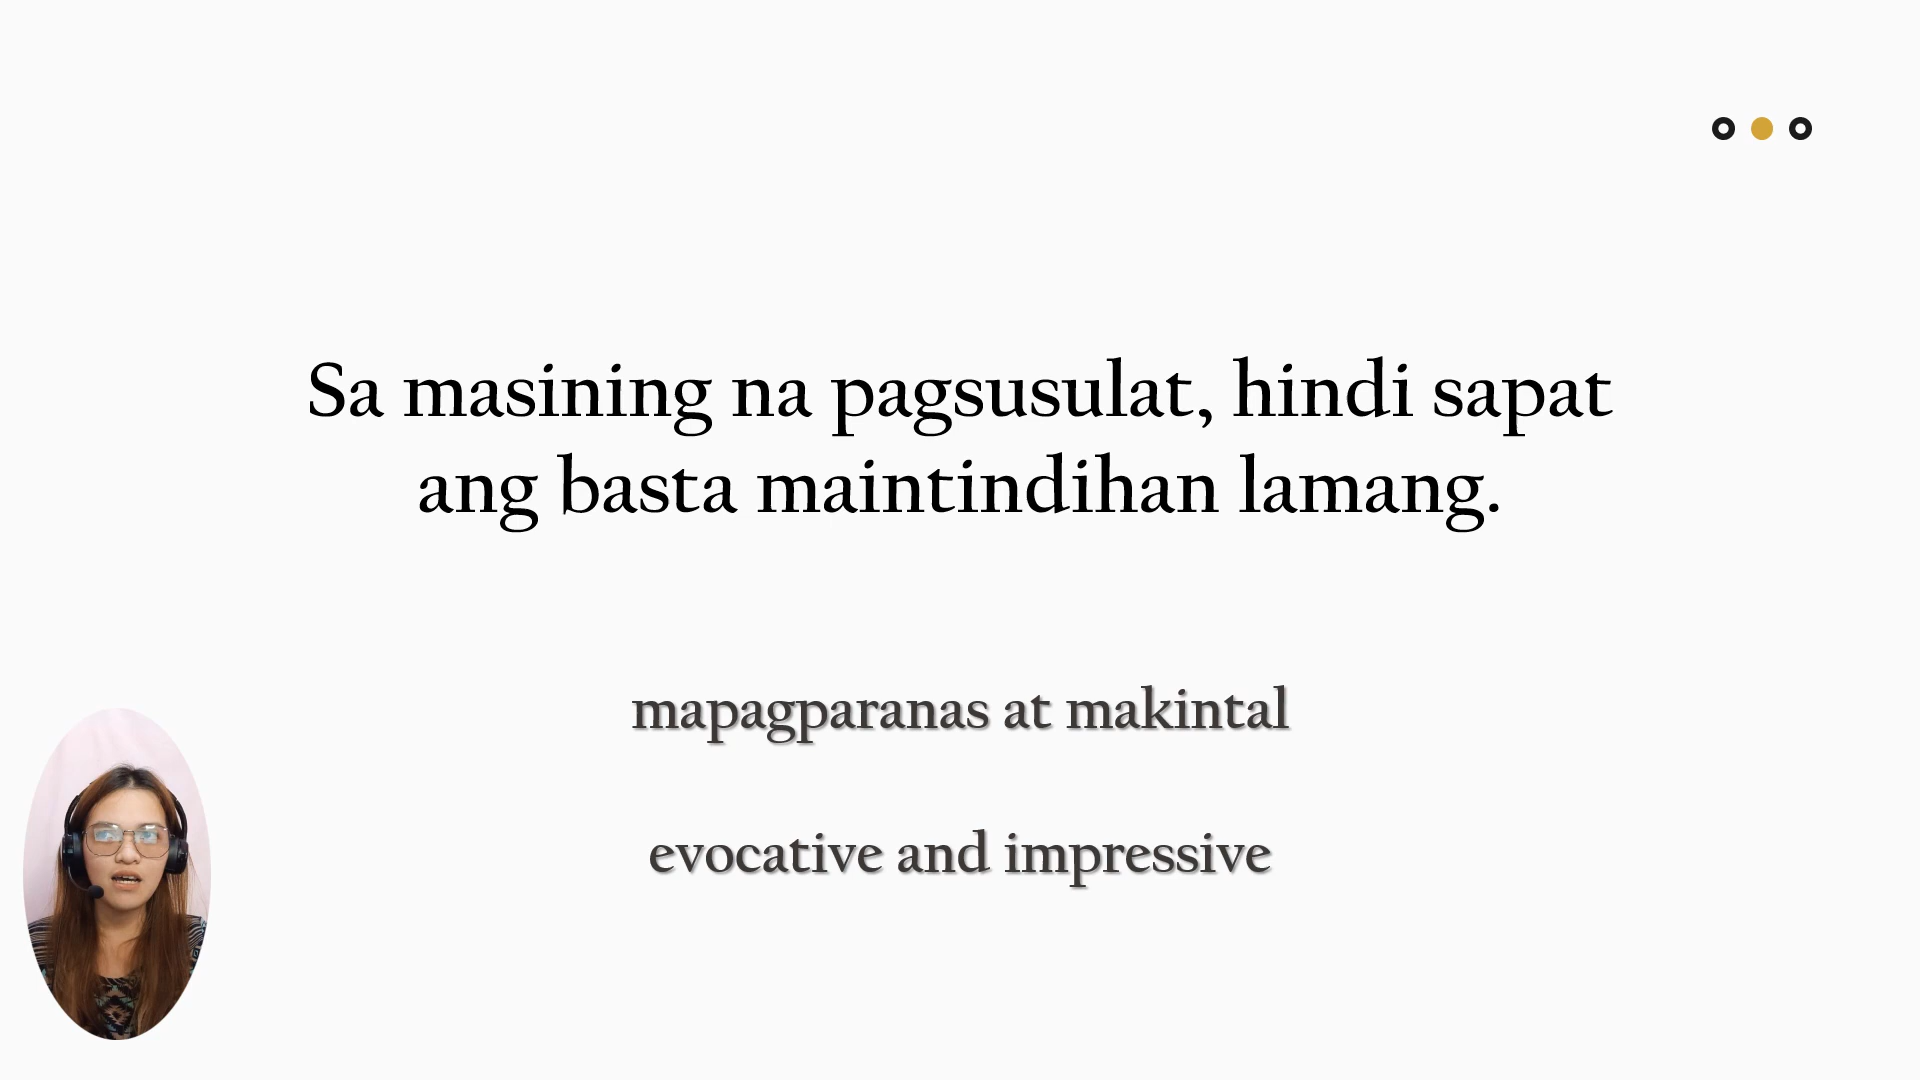 Sa masining na pagsusulat, hindi sapat
ang basta maintindihan lamang.
mapagparanas at makintal
evocative and impressive